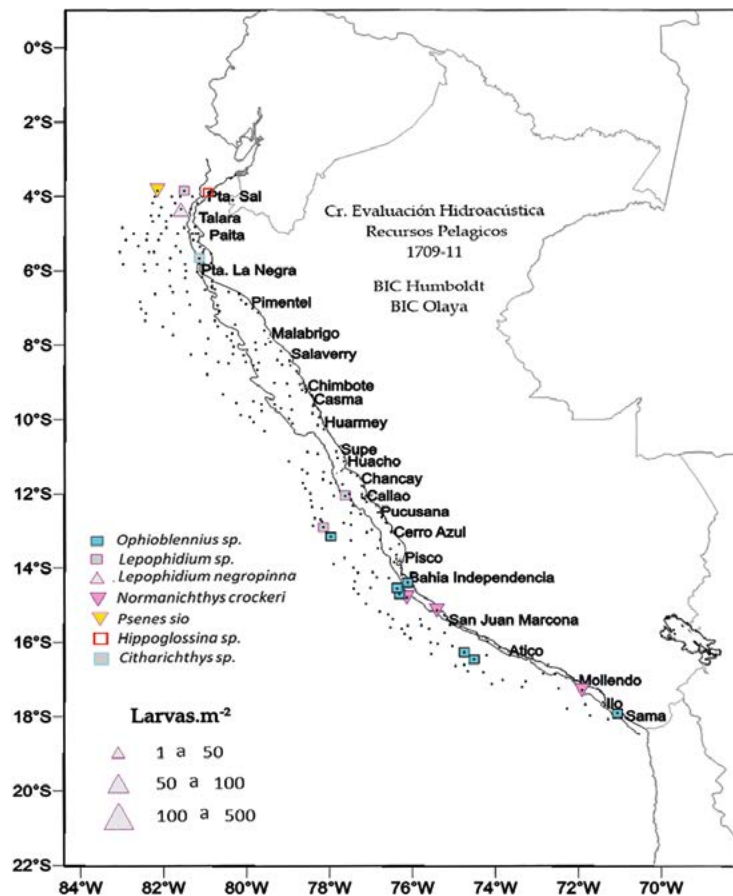 0°S
2°S
4°S
6°S
8°S
10°S
12°S
14°S
16°S
18°S
20°S
22°S
Pta. Sal
Talara
Paita
Pta. La Negra
Pimentel
Malabrigo
Salaverry
Chimbote
Casma
Huarmey
Supe
Huacho
Chancay
Callao
Pucusana
Cerro Azul
Pisco
Bahia Independencia
San Juan Marcona
Atico
Mollendo
Ilo
Sama
Cr. Evaluación Hidroacústica
Recursos Pelagicos
1709-11
BIC Humboldt
BIC Olaya
Ophioblennius sp.
Lepophidium sp.
Lepophidium negropinna
Normanichthys crockeri
Psenes sio
Hippoglossina sp.
Citharichthys sp.
Larvas.m⁻²
1 a 50
50 a 100
100 a 500
84°W 82°W 80°W 78°W 76°W 74°W 72°W 70°W